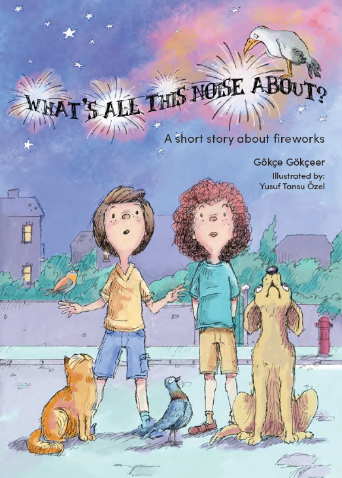 WHAT'S ALL THIS NOISE ABOUT?
A short story about fireworks
Gökçe Gökçeer
Illustrated by:
Yusuf Tansu Özel